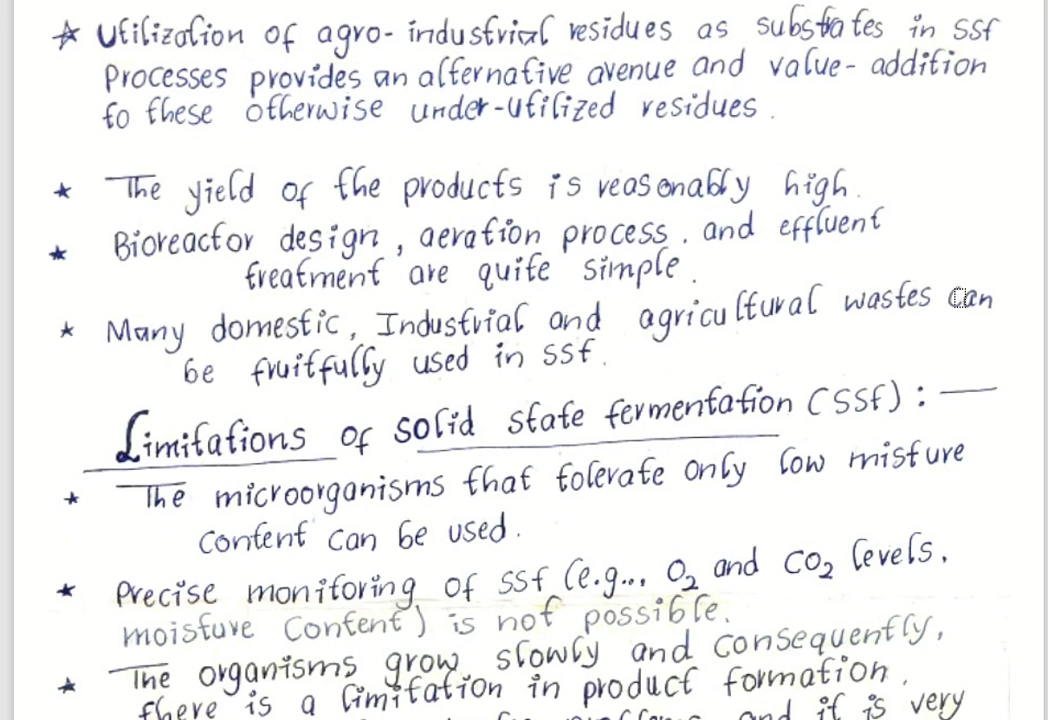 ★ Utilization of agro-industrial residues as substrates in SSF
Processes provides an alternative avenue and value-addition
to these otherwise under-utilized residues.
★ The yield of the products is reasonably high.
★ Bioreactor design, aeration process. and effluent
treatment are quite simple.
★ Many domestic, Industrial and agricultural wastes can
be fruitfully used in SSF.
Limitations of solid state fermentation (SSF) : —
★ The microorganisms that tolerate only low misture
Content can be used.
★ Precise monitoring of SSF (e.g... O₂ and CO₂ levels.
moisture Content) is not possible.
★ The organisms grow slowly and Consequently,
there is a limitation in product formation.
and it is very